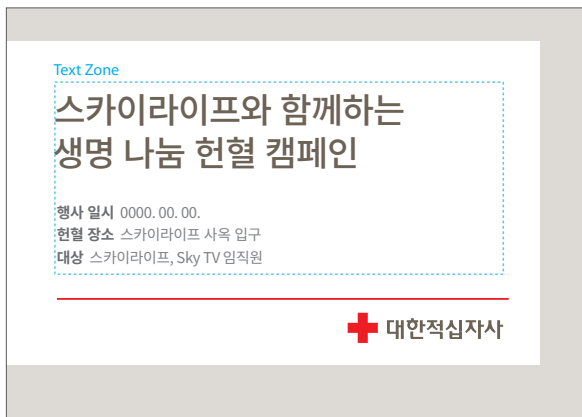 Text Zone
스카이라이프와 함께하는
생명 나눔 헌혈 캠페인
행사 일시 0000. 00. 00.
헌혈 장소 스카이라이프 사옥 입구
대상 스카이라이프, Sky TV 임직원
대한적십자사